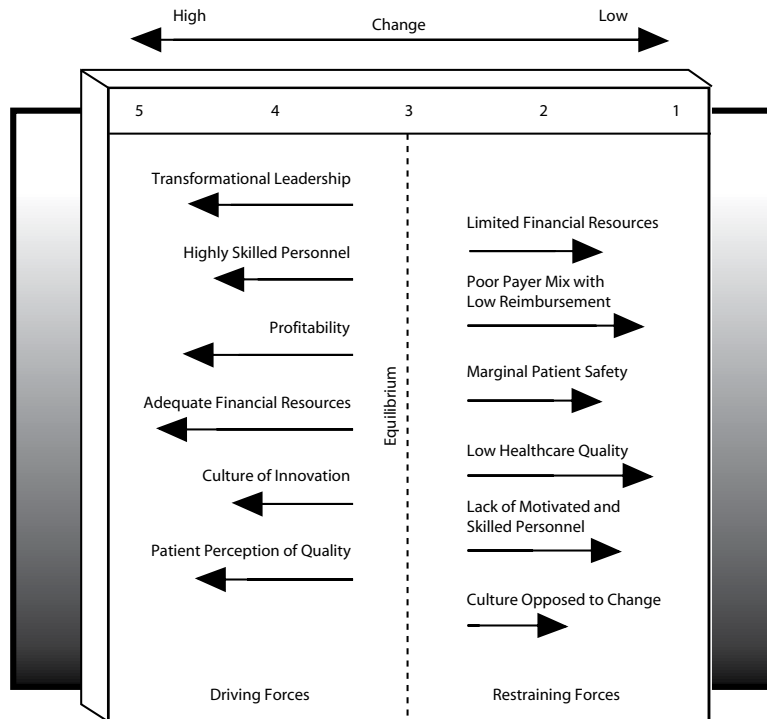 High
Low
Change
5
4
3
2
1
Transformational Leadership
Highly Skilled Personnel
Profitability
Adequate Financial Resources
Culture of Innovation
Patient Perception of Quality
Driving Forces
Equilibrium
Limited Financial Resources
Poor Payer Mix with
Low Reimbursement
Marginal Patient Safety
Low Healthcare Quality
Lack of Motivated and
Skilled Personnel
Culture Opposed to Change
Restraining Forces